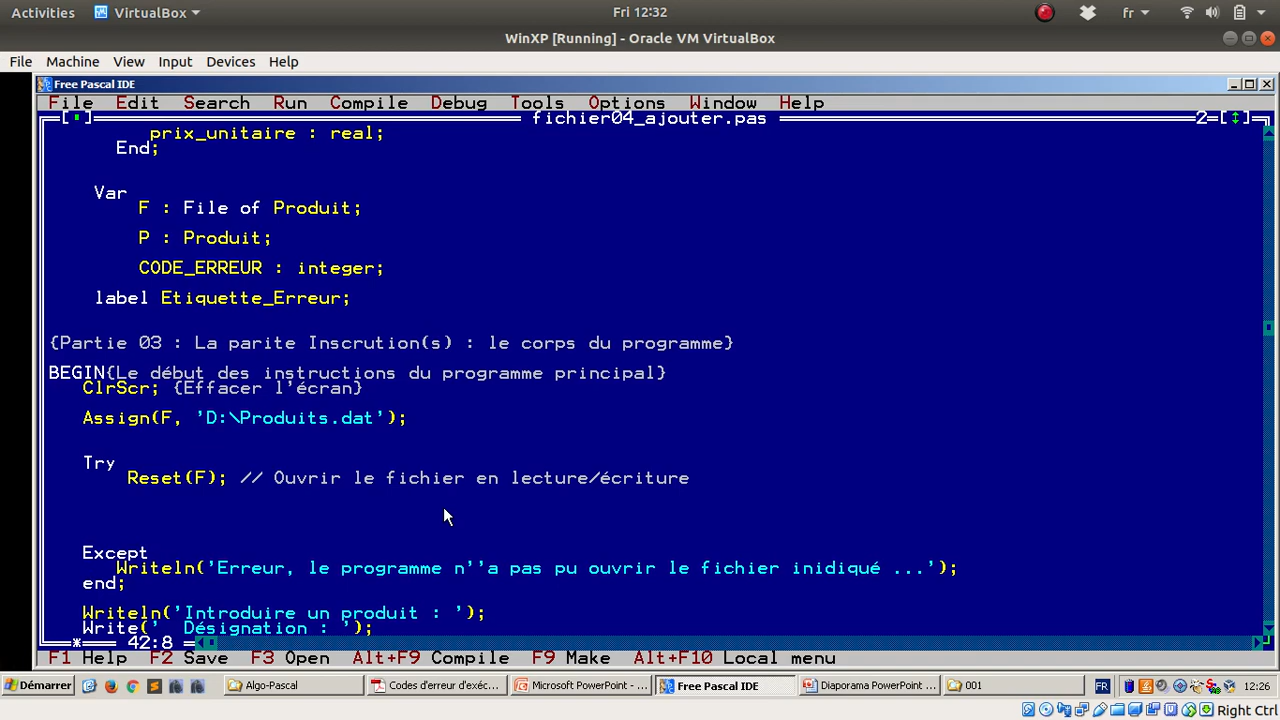 Activities VirtualBox Fri 12:32 fr
WinXP [Running] - Oracle VM VirtualBox
File Machine View Input Devices Help
Free Pascal IDE
File Edit Search Run Compile Debug Tools Options Window Help
[ ] fichier04_ajouter.pas 2=[↕]
prix_unitaire : real;
End;
Var
F : File of Produit;
P : Produit;
CODE_ERREUR : integer;
label Etiquette_Erreur;
{Partie 03 : La parite Inscrution(s) : le corps du programme}
BEGIN{Le début des instructions du programme principal}
ClrScr; {Effacer l'écran}
Assign(F, 'D:\Produits.dat');
Try
Reset(F); // Ouvrir le fichier en lecture/écriture
Except
Writeln('Erreur, le programme n''a pas pu ouvrir le fichier inidiqué ...');
end;
Writeln('Introduire un produit : ');
Write('  Désignation : ');
* 42:8
F1 Help F2 Save F3 Open Alt+F9 Compile F9 Make Alt+F10 Local menu
Démarrer Algo-Pascal Codes d'erreur d'exéc... Microsoft PowerPoint - ... Free Pascal IDE Diaporama PowerPoint ... 001 FR 12:26
Right Ctrl